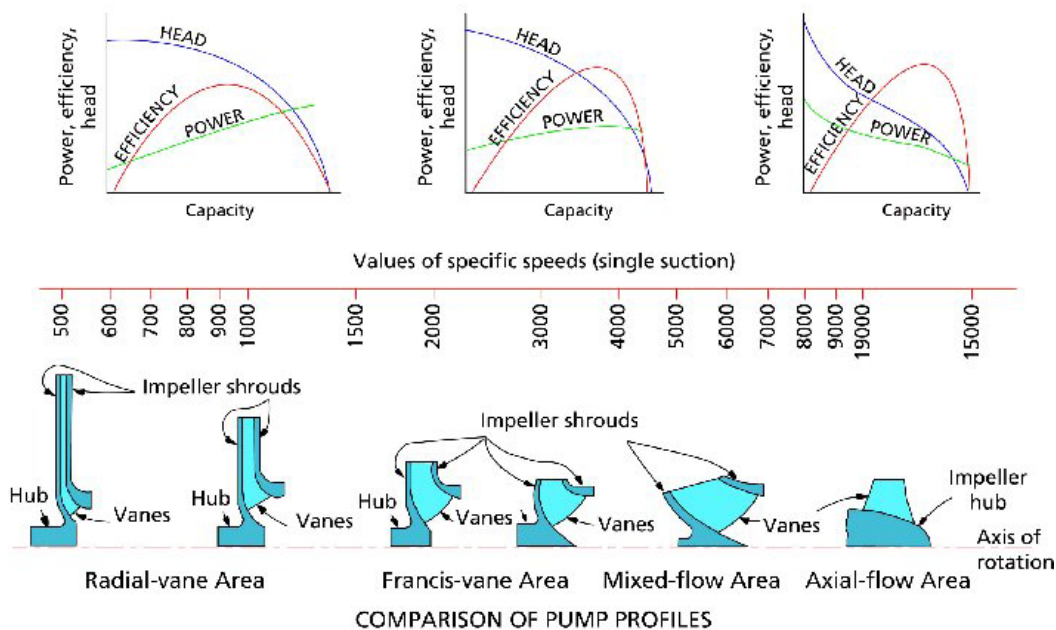 Power, efficiency,
head
HEAD
EFFICIENCY
POWER
Capacity
Power, efficiency,
head
HEAD
EFFICIENCY
POWER
Capacity
Power, efficiency,
head
HEAD
EFFICIENCY
POWER
Capacity
Values of specific speeds (single suction)
500 600 700 800 900 1000 1500 2000 3000 4000 5000 6000 7000 8000 9000 19000 15000
Impeller shrouds
Impeller shrouds
Hub
Vanes
Hub
Vanes
Hub
Vanes
Hub
Vanes
Vanes
Impeller
hub
Axis of
rotation
Radial-vane Area
Francis-vane Area
Mixed-flow Area
Axial-flow Area
COMPARISON OF PUMP PROFILES